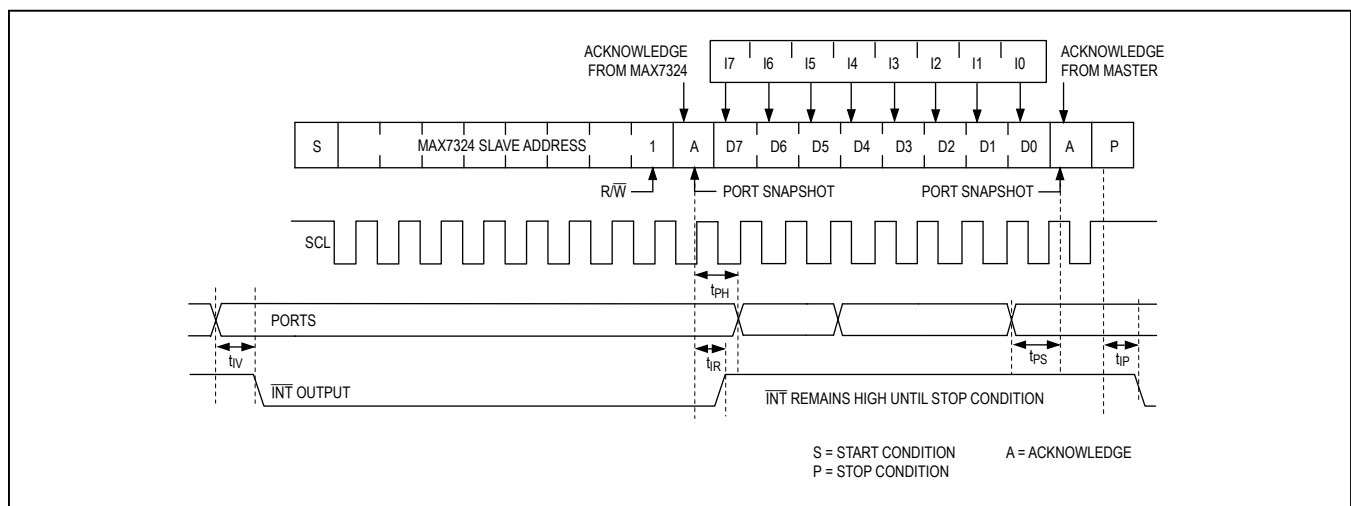 ACKNOWLEDGE FROM MAX7324
I7 I6 I5 I4 I3 I2 I1 I0
ACKNOWLEDGE FROM MASTER
S MAX7324 SLAVE ADDRESS 1 A D7 D6 D5 D4 D3 D2 D1 D0 A P
R/W̅ PORT SNAPSHOT PORT SNAPSHOT
SCL
tPH
PORTS
tIV tIR tPS tIP
I̅N̅T̅ OUTPUT I̅N̅T̅ REMAINS HIGH UNTIL STOP CONDITION
S = START CONDITION A = ACKNOWLEDGE
P = STOP CONDITION